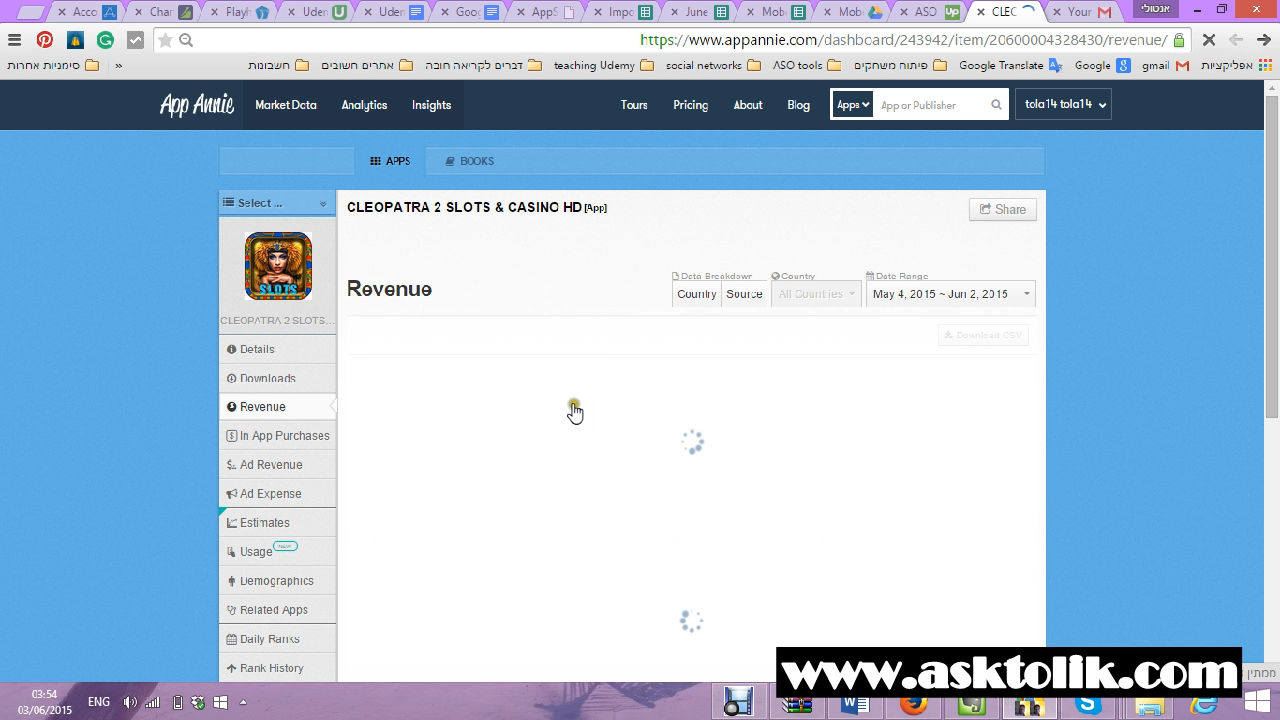 Acco
Char
Playh
Uden
Uden
Goo
AppS
Impo
June
Mob
Mob
ASO
CLEC
Your
אנטולי
https://www.appannie.com/dashboard/243942/item/20600004328430/revenue/
אפליקציות
gmail
Google
Google Translate
פיתוח משחקים
ASO tools
social networks
teaching Udemy
דברים לקריאה חובה
אתרים חשובים
חשבונות
»
סימניות אחרות
App Annie
Market Data
Analytics
Insights
Tours
Pricing
About
Blog
Apps
App or Publisher
tola14 tola14
APPS
BOOKS
Select ...
CLEOPATRA 2 SLOTS & CASINO HD [App]
Share
SLOTS
CLEOPATRA 2 SLOTS...
Revenue
Data Breakdown
Country
Date Range
Country
Source
All Countries
May 4, 2015 ~ Jun 2, 2015
Download CSV
Details
Downloads
Revenue
In App Purchases
Ad Revenue
Ad Expense
Estimates
Usage
Demographics
Related Apps
Daily Ranks
Rank History
www.asktolik.com
ממתין
03:54
03/06/2015
ENG